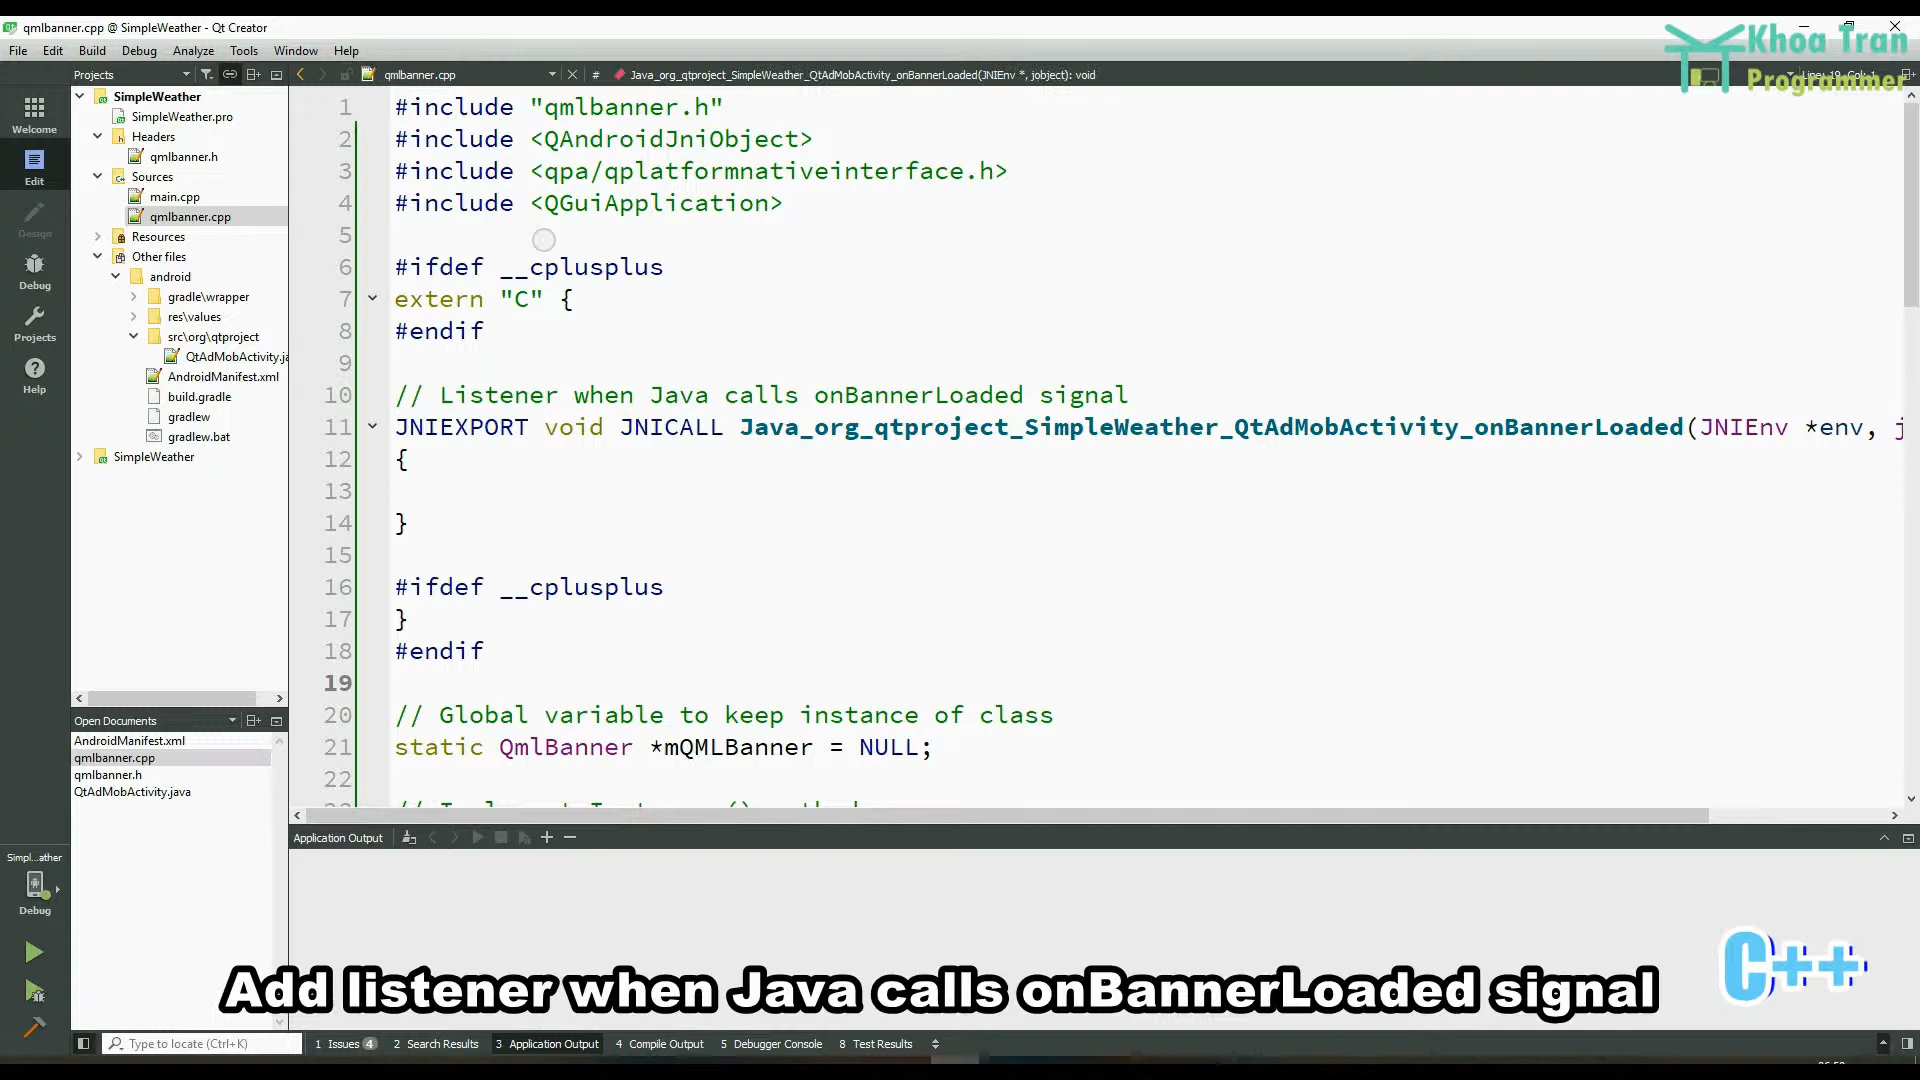 qmlbanner.cpp @ SimpleWeather - Qt Creator
File Edit Build Debug Analyze Tools Window Help
Khoa Tran
Programmer
Projects
qmlbanner.cpp
# Java_org_qtproject_SimpleWeather_QtAdMobActivity_onBannerLoaded(JNIEnv *, jobject): void
Line: 19, Col: 1
Welcome
Edit
Design
Debug
Projects
Help
SimpleWeather
SimpleWeather.pro
Headers
qmlbanner.h
Sources
main.cpp
qmlbanner.cpp
Resources
Other files
android
gradle\wrapper
res\values
src\org\qtproject
QtAdMobActivity.ja
AndroidManifest.xml
build.gradle
gradlew
gradlew.bat
SimpleWeather
1 #include "qmlbanner.h"
2 #include <QAndroidJniObject>
3 #include <qpa/qplatformnativeinterface.h>
4 #include <QGuiApplication>
5
6 #ifdef __cplusplus
7 extern "C" {
8 #endif
9
10 // Listener when Java calls onBannerLoaded signal
11 JNIEXPORT void JNICALL Java_org_qtproject_SimpleWeather_QtAdMobActivity_onBannerLoaded(JNIEnv *env, j
12 {
13
14 }
15
16 #ifdef __cplusplus
17 }
18 #endif
19
20 // Global variable to keep instance of class
21 static QmlBanner *mQMLBanner = NULL;
22
Open Documents
AndroidManifest.xml
qmlbanner.cpp
qmlbanner.h
QtAdMobActivity.java
Application Output
Simpl...ather
Debug
C++
Add listener when Java calls onBannerLoaded signal
Type to locate (Ctrl+K)
1 Issues 4
2 Search Results
3 Application Output
4 Compile Output
5 Debugger Console
8 Test Results